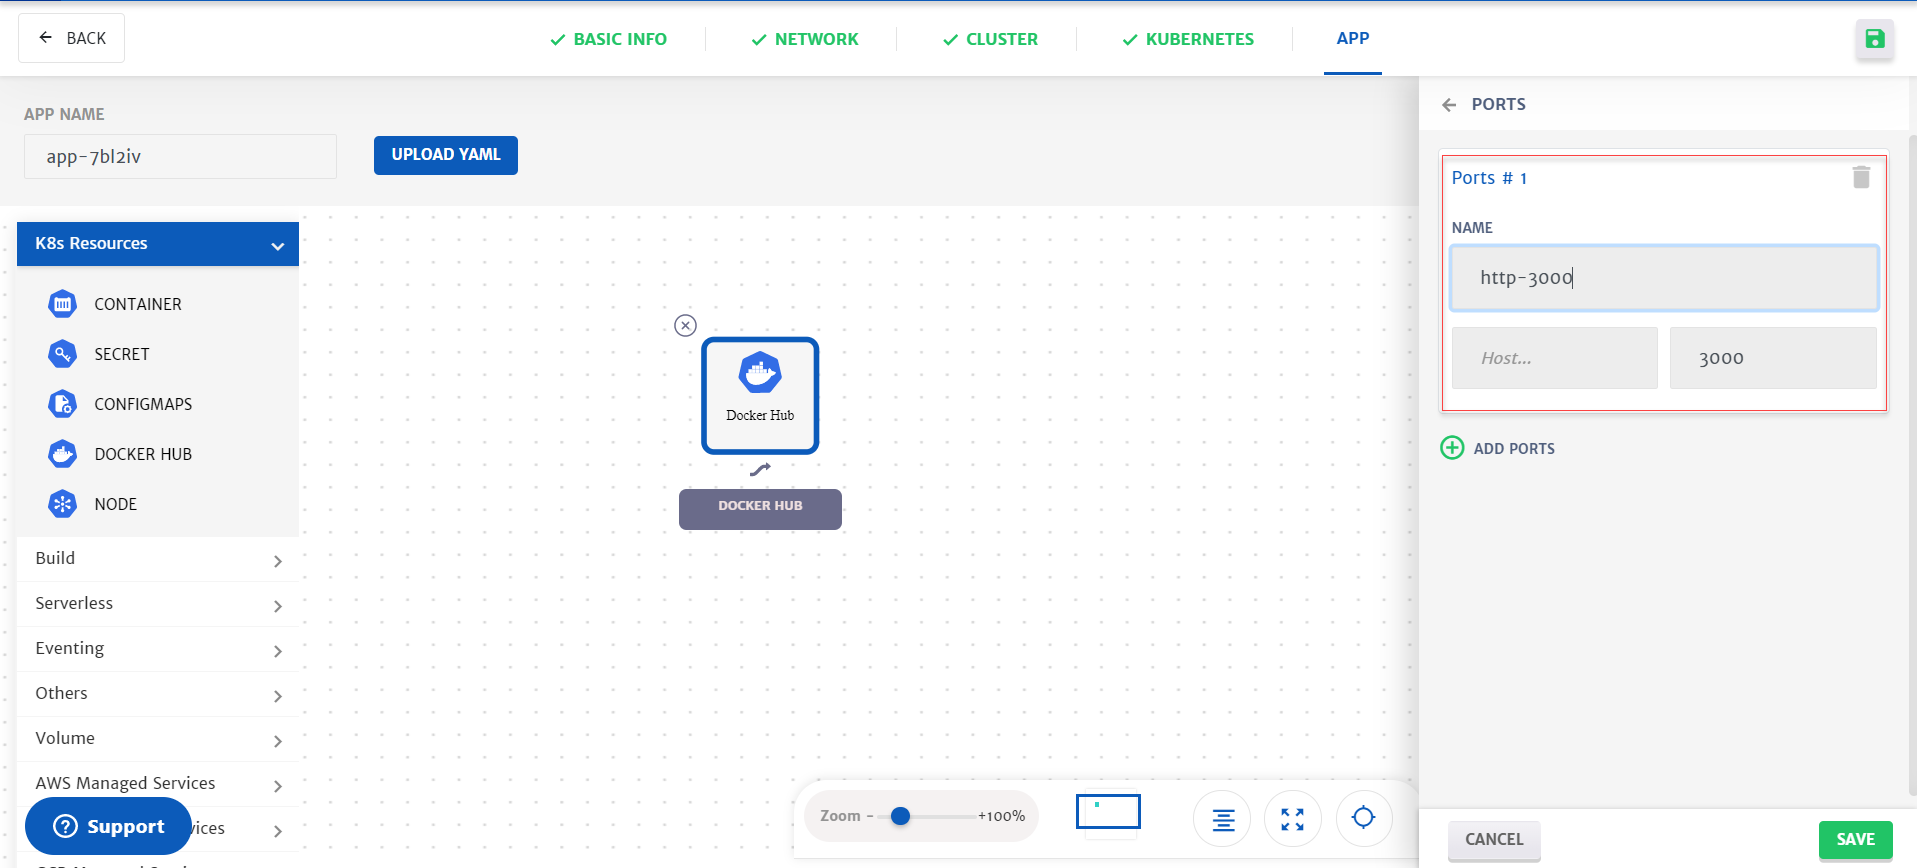 BACK
BASIC INFO
NETWORK
CLUSTER
KUBERNETES
APP
APP NAME
app-7bl2iv
UPLOAD YAML
K8s Resources
CONTAINER
SECRET
CONFIGMAPS
DOCKER HUB
NODE
Build
Serverless
Eventing
Others
Volume
AWS Managed Services
vices
Support
Docker Hub
DOCKER HUB
Zoom - +100%
PORTS
Ports # 1
NAME
http-3000
Host...
3000
ADD PORTS
CANCEL
SAVE